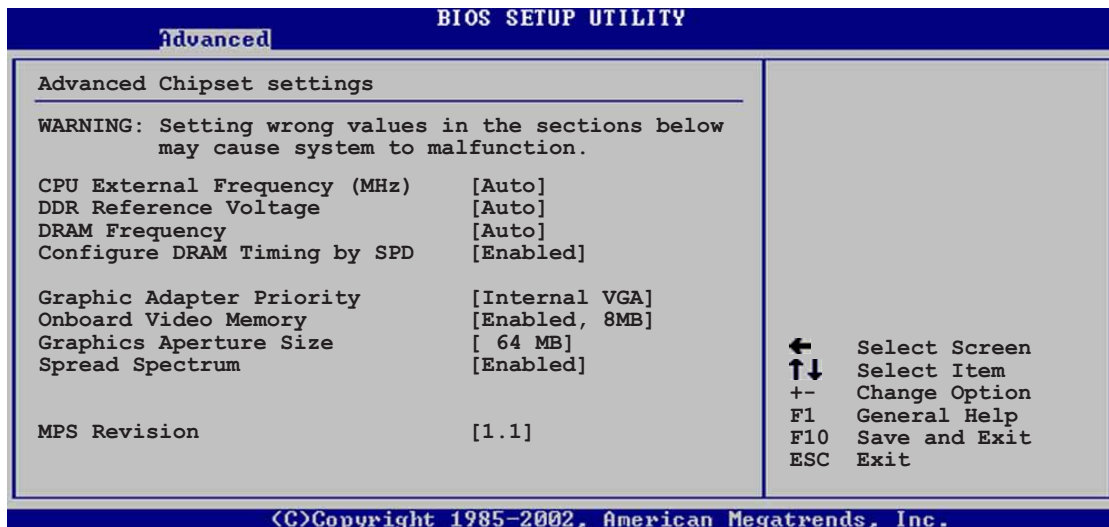 BIOS SETUP UTILITY
Advanced
Advanced Chipset settings
WARNING: Setting wrong values in the sections below
may cause system to malfunction.
CPU External Frequency (MHz) [Auto]
DDR Reference Voltage [Auto]
DRAM Frequency [Auto]
Configure DRAM Timing by SPD [Enabled]
Graphic Adapter Priority [Internal VGA]
Onboard Video Memory [Enabled, 8MB]
Graphics Aperture Size [ 64 MB]
Spread Spectrum [Enabled]
MPS Revision [1.1]
← Select Screen
↑↓ Select Item
+- Change Option
F1 General Help
F10 Save and Exit
ESC Exit
(C)Copyright 1985-2002, American Megatrends, Inc.